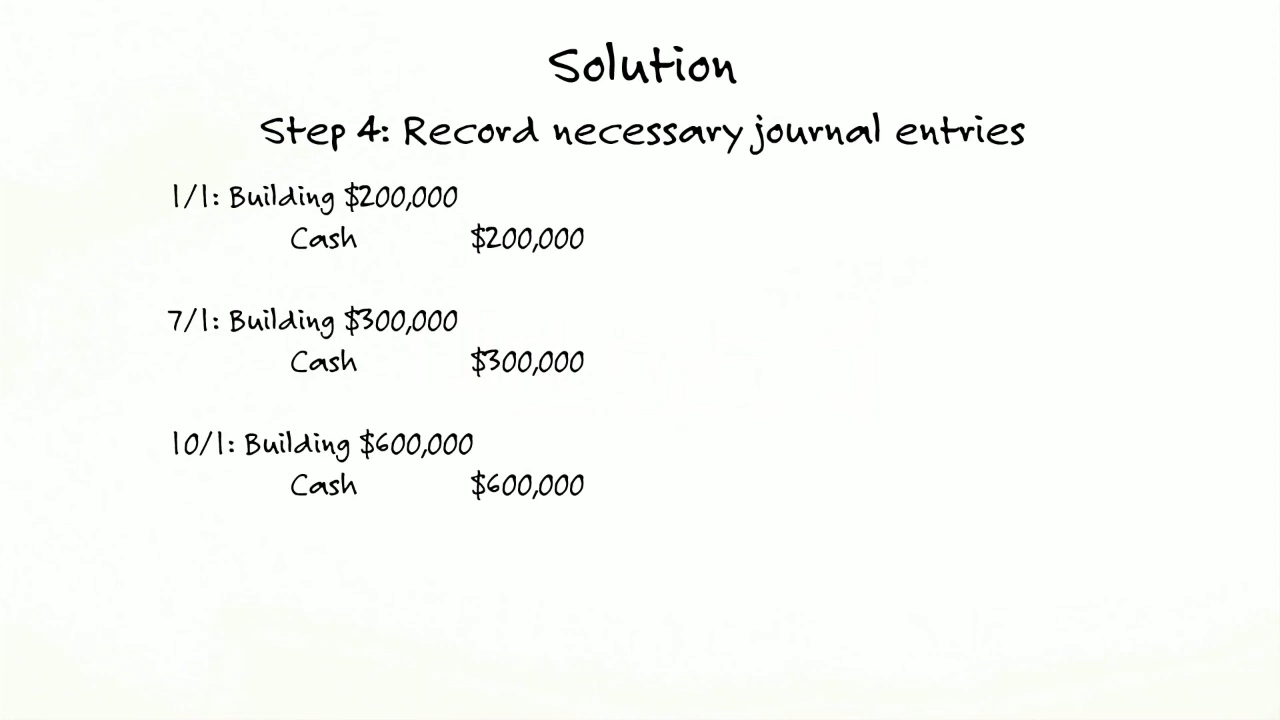 Solution
Step 4: Record necessary journal entries
1/1: Building $200,000
Cash $200,000
7/1: Building $300,000
Cash $300,000
10/1: Building $600,000
Cash $600,000